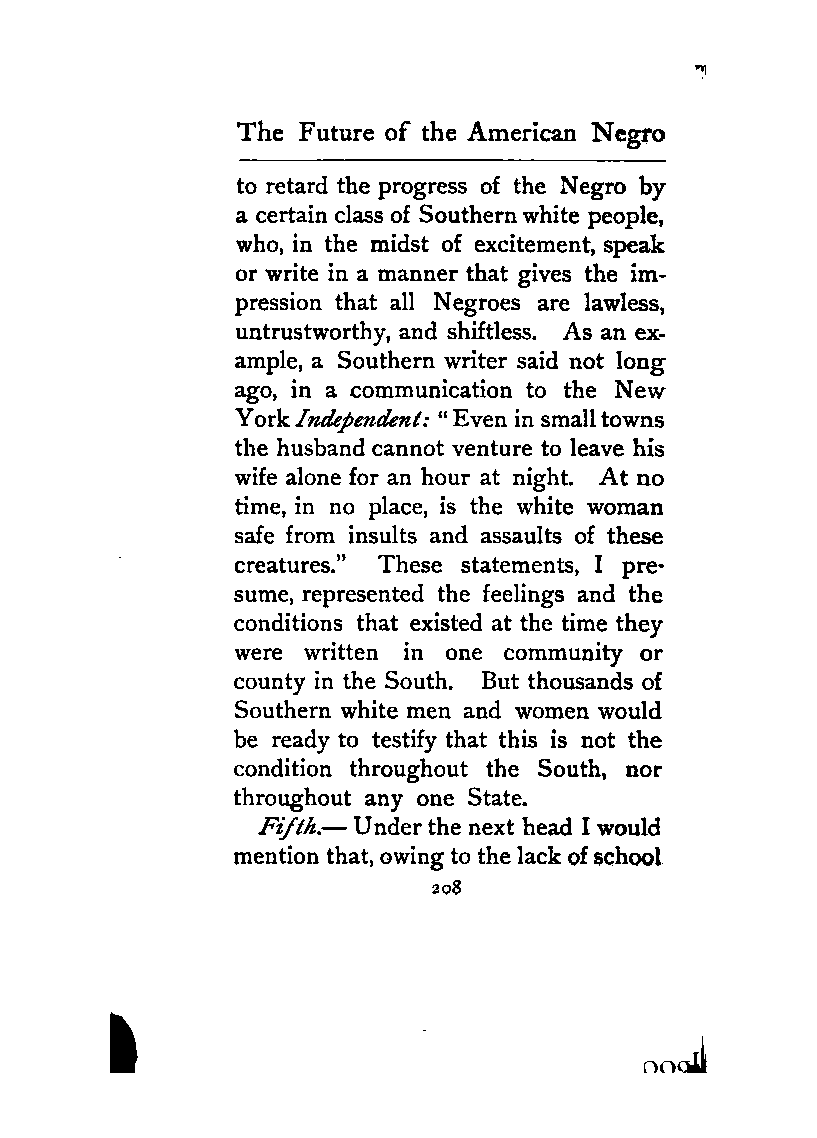 The Future of the American Negro
to retard the progress of the Negro by
a certain class of Southern white people,
who, in the midst of excitement, speak
or write in a manner that gives the im-
pression that all Negroes are lawless,
untrustworthy, and shiftless. As an ex-
ample, a Southern writer said not long
ago, in a communication to the New
York Independent: “Even in small towns
the husband cannot venture to leave his
wife alone for an hour at night. At no
time, in no place, is the white woman
safe from insults and assaults of these
creatures.” These statements, I pre-
sume, represented the feelings and the
conditions that existed at the time they
were written in one community or
county in the South. But thousands of
Southern white men and women would
be ready to testify that this is not the
condition throughout the South, nor
throughout any one State.
Fifth.— Under the next head I would
mention that, owing to the lack of school
208